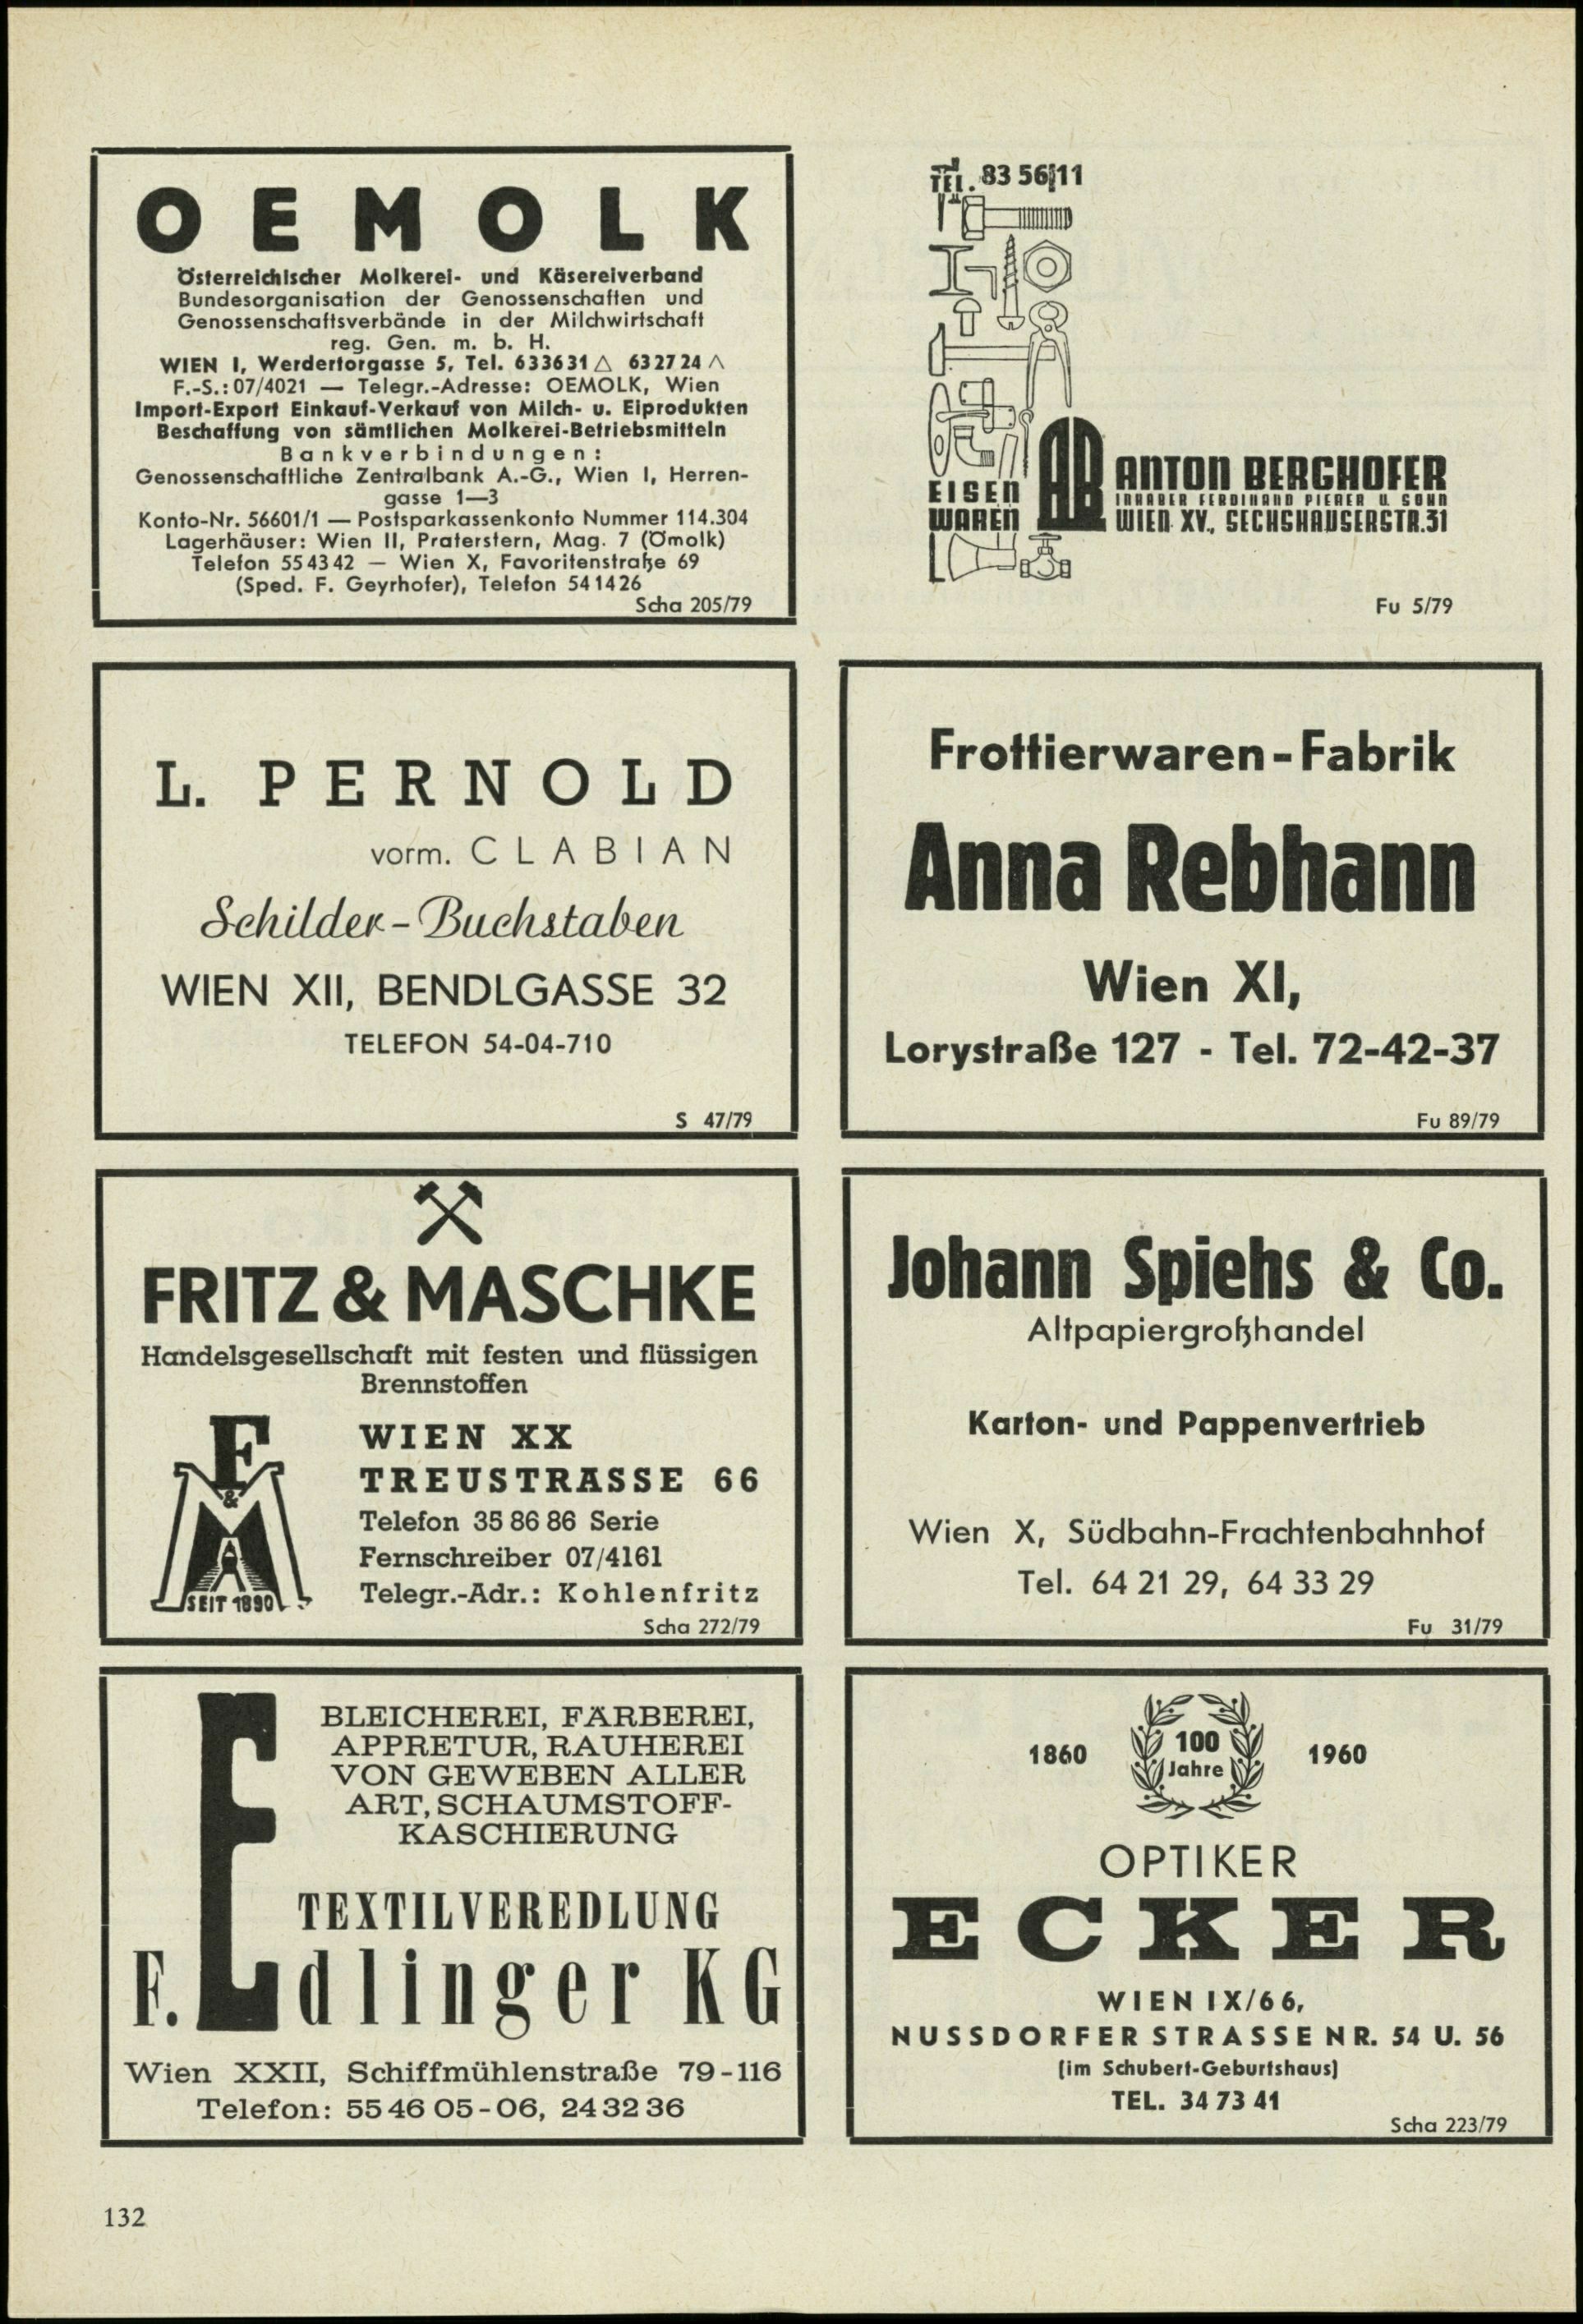 OEMOLK
Österreichischer Molkerei- und Käsereiverband
Bundesorganisation der Genossenschaften und
Genossenschaftsverbände in der Milchwirtschaft
reg. Gen. m. b. H.
WIEN I, Werdertorgasse 5, Tel. 633631 △ 632724 ∧
F.-S.: 07/4021 — Telegr.-Adresse: OEMOLK, Wien
Import-Export Einkauf-Verkauf von Milch- u. Eiprodukten
Beschaffung von sämtlichen Molkerei-Betriebsmitteln
Bankverbindungen:
Genossenschaftliche Zentralbank A.-G., Wien I, Herren-
gasse 1—3
Konto-Nr. 56601/1 — Postsparkassenkonto Nummer 114.304
Lagerhäuser: Wien II, Praterstern, Mag. 7 (Ömolk)
Telefon 554342 — Wien X, Favoritenstraße 69
(Sped. F. Geyrhofer), Telefon 541426
Scha 205/79
TEL. 83 56 11
EISEN
WAREN
AB
ANTON BERGHOFER
INHABER FERDINAND PIERER U. SOHN
WIEN XV., SECHSHAUSERSTR.31
Fu 5/79
L. PERNOLD
vorm. CLABIAN
Schilder-Buchstaben
WIEN XII, BENDLGASSE 32
TELEFON 54-04-710
S 47/79
Frottierwaren-Fabrik
Anna Rebhann
Wien XI,
Lorystraße 127 - Tel. 72-42-37
Fu 89/79
FRITZ & MASCHKE
Handelsgesellschaft mit festen und flüssigen
Brennstoffen
F
&
M
SEIT 1890
WIEN XX
TREUSTRASSE 66
Telefon 35 86 86 Serie
Fernschreiber 07/4161
Telegr.-Adr.: Kohlenfritz
Scha 272/79
Johann Spiehs & Co.
Altpapiergroßhandel
Karton- und Pappenvertrieb
Wien X, Südbahn-Frachtenbahnhof
Tel. 64 21 29, 64 33 29
Fu 31/79
BLEICHEREI, FÄRBEREI,
APPRETUR, RAUHEREI
VON GEWEBEN ALLER
ART, SCHAUMSTOFF-
KASCHIERUNG
TEXTILVEREDLUNG
F. Edlinger KG
Wien XXII, Schiffmühlenstraße 79-116
Telefon: 55 46 05-06, 24 32 36
1860 100 1960
Jahre
OPTIKER
ECKER
WIEN IX/66,
NUSSDORFER STRASSE NR. 54 U. 56
(im Schubert-Geburtshaus)
TEL. 34 73 41
Scha 223/79
132